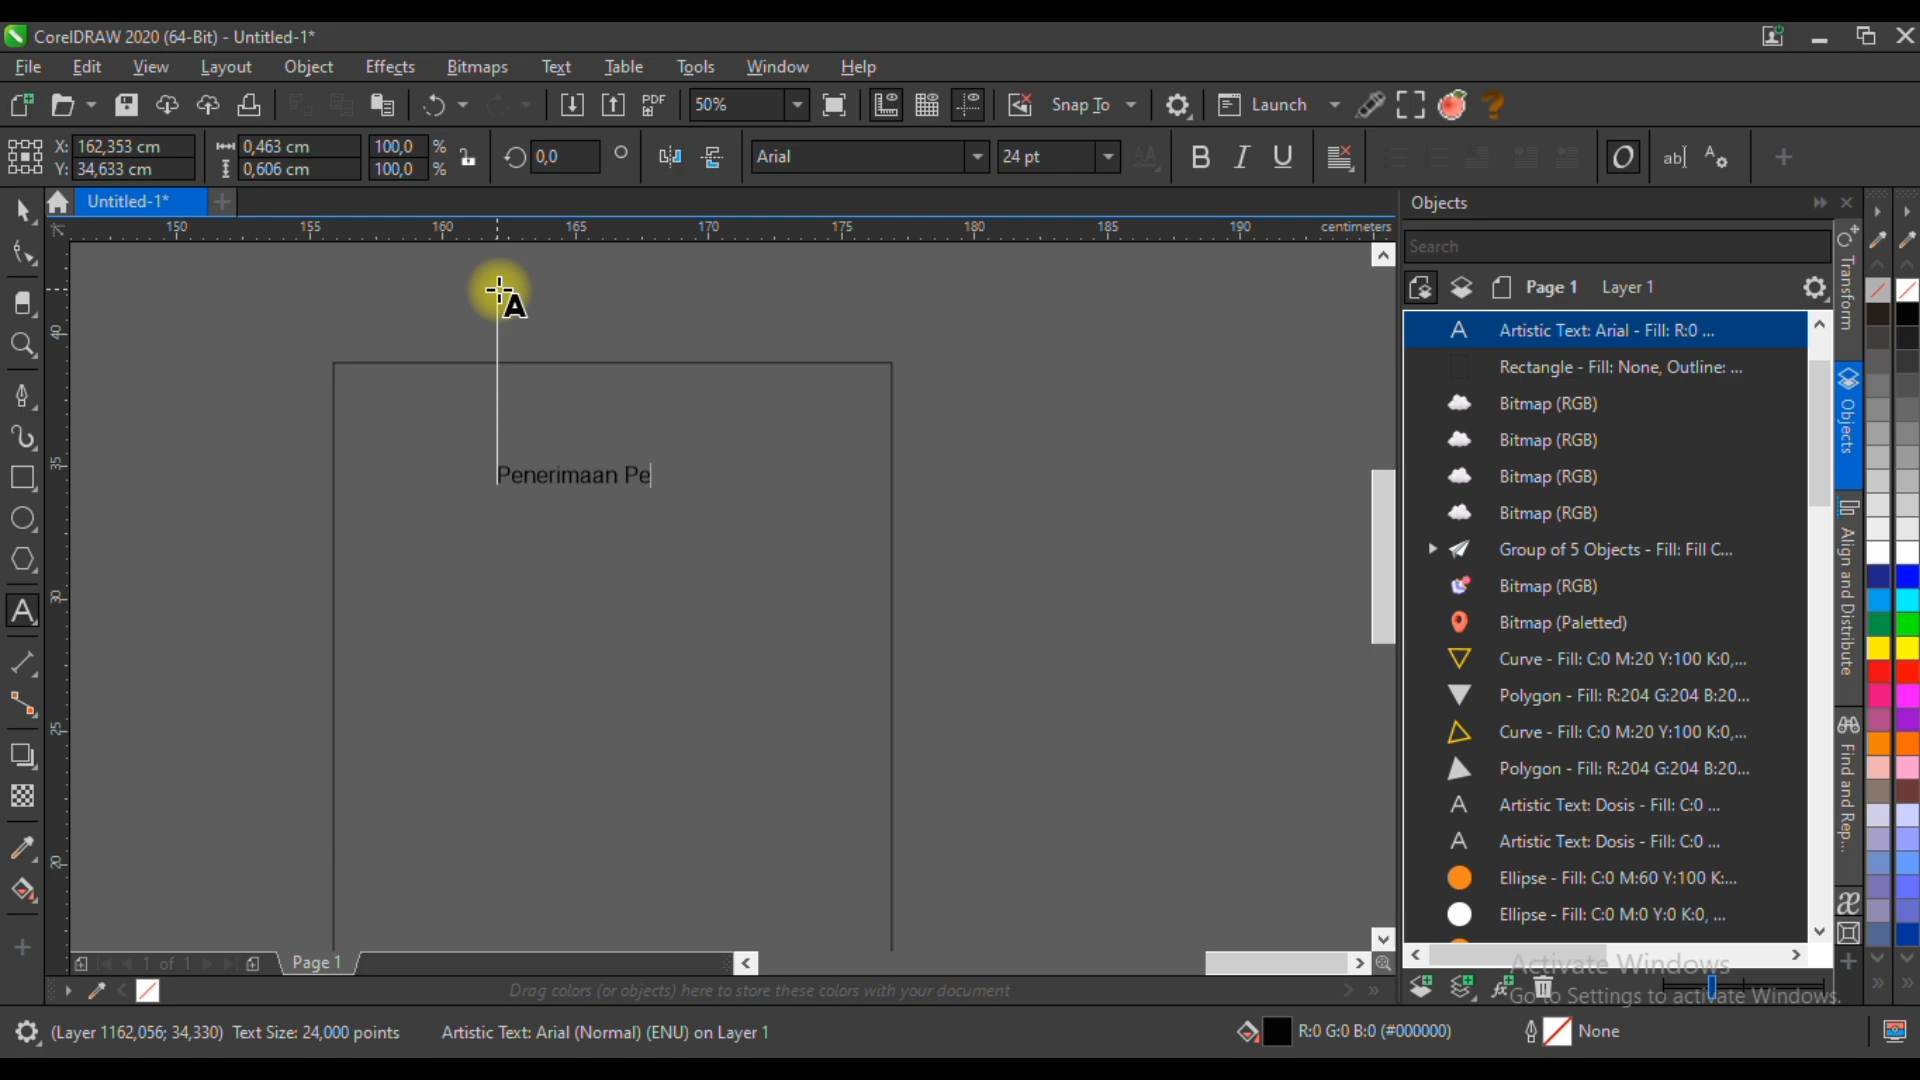 CorelDRAW 2020 (64-Bit) - Untitled-1*
File Edit View Layout Object Effects Bitmaps Text Table Tools Window Help
PDF 50% Snap To Launch
X: 162,353 cm 0,463 cm 100,0 % 0,0 Arial 24 pt B I U O ab
Y: 34,633 cm 0,606 cm 100,0 %
Untitled-1*
150 155 160 165 170 175 180 185 190 centimeters
40
35
30
25
20
A
Penerimaan Pe
Objects
Search
Page 1 Layer 1
Artistic Text: Arial - Fill: R:0 ...
Rectangle - Fill: None, Outline: ...
Bitmap (RGB)
Bitmap (RGB)
Bitmap (RGB)
Bitmap (RGB)
Group of 5 Objects - Fill: Fill C...
Bitmap (RGB)
Bitmap (Paletted)
Curve - Fill: C:0 M:20 Y:100 K:0,...
Polygon - Fill: R:204 G:204 B:20...
Curve - Fill: C:0 M:20 Y:100 K:0,...
Polygon - Fill: R:204 G:204 B:20...
Artistic Text: Dosis - Fill: C:0 ...
Artistic Text: Dosis - Fill: C:0 ...
Ellipse - Fill: C:0 M:60 Y:100 K:...
Ellipse - Fill: C:0 M:0 Y:0 K:0, ...
Transform
Objects
Align and Distribute
Find and Rep...
1 of 1 Page 1
Drag colors (or objects) here to store these colors with your document
Activate Windows
Go to Settings to activate Windows.
(Layer 1162,056; 34,330) Text Size: 24,000 points Artistic Text: Arial (Normal) (ENU) on Layer 1 R:0 G:0 B:0 (#000000) None